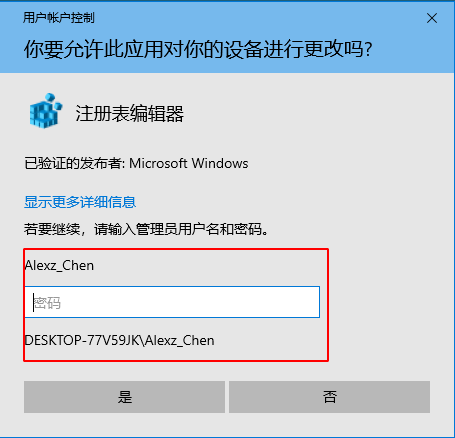 用户帐户控制
你要允许此应用对你的设备进行更改吗?
注册表编辑器
已验证的发布者: Microsoft Windows
显示更多详细信息
若要继续，请输入管理员用户名和密码。
Alexz_Chen
密码
DESKTOP-77V59JK\Alexz_Chen
是
否